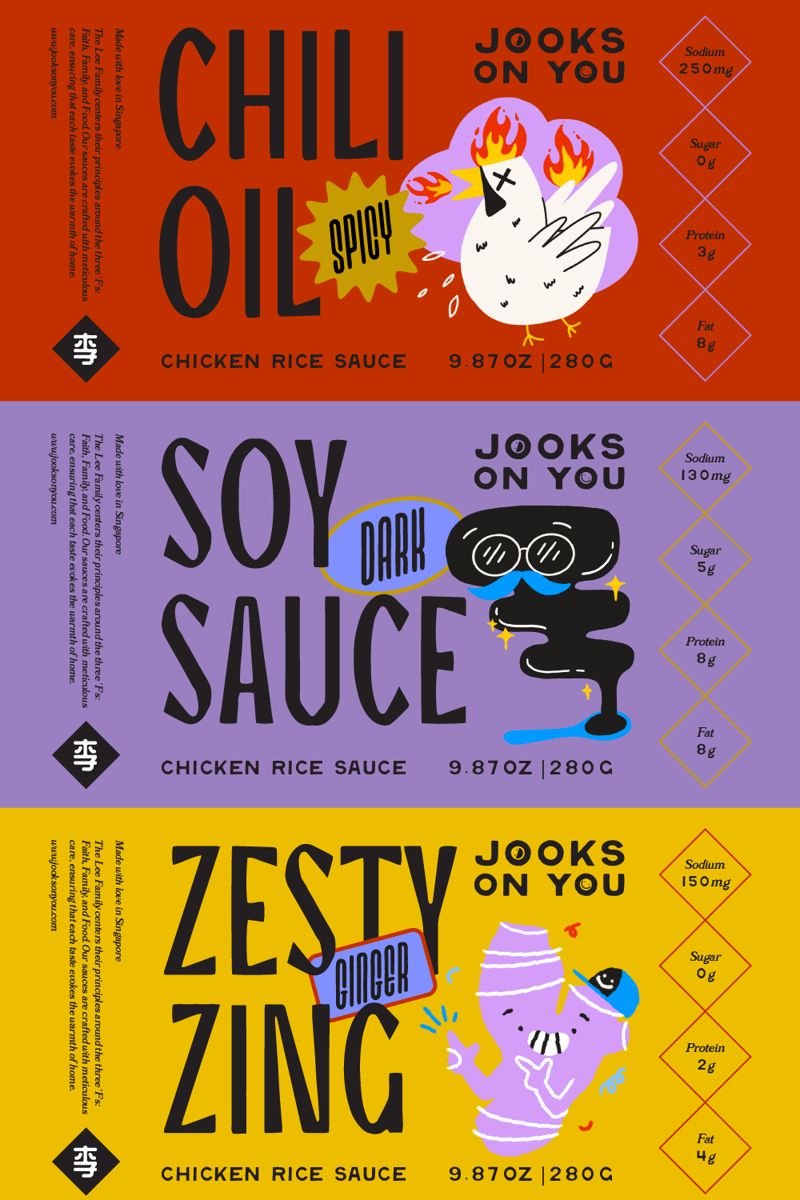 Made with love in Singapore
The Lee Family centers their principles around the three 'F's:
Faith, Family, and Food. Our sauces are crafted with meticulous
care, ensuring that each taste evokes the warmth of home.
www.jooksonyou.com
CHILI
OIL
SPICY
CHICKEN RICE SAUCE
9.87OZ | 280G
JOOKS
ON YOU
Sodium
250mg
Sugar
0g
Protein
3g
Fat
8g
Made with love in Singapore
The Lee Family centers their principles around the three 'F's:
Faith, Family, and Food. Our sauces are crafted with meticulous
care, ensuring that each taste evokes the warmth of home.
www.jooksonyou.com
SOY
DARK
SAUCE
CHICKEN RICE SAUCE
9.87OZ | 280G
JOOKS
ON YOU
Sodium
130mg
Sugar
5g
Protein
8g
Fat
8g
Made with love in Singapore
The Lee Family centers their principles around the three 'F's:
Faith, Family, and Food. Our sauces are crafted with meticulous
care, ensuring that each taste evokes the warmth of home.
www.jooksonyou.com
ZESTY
GINGER
ZING
CHICKEN RICE SAUCE
9.87OZ | 280G
JOOKS
ON YOU
Sodium
150mg
Sugar
0g
Protein
2g
Fat
4g